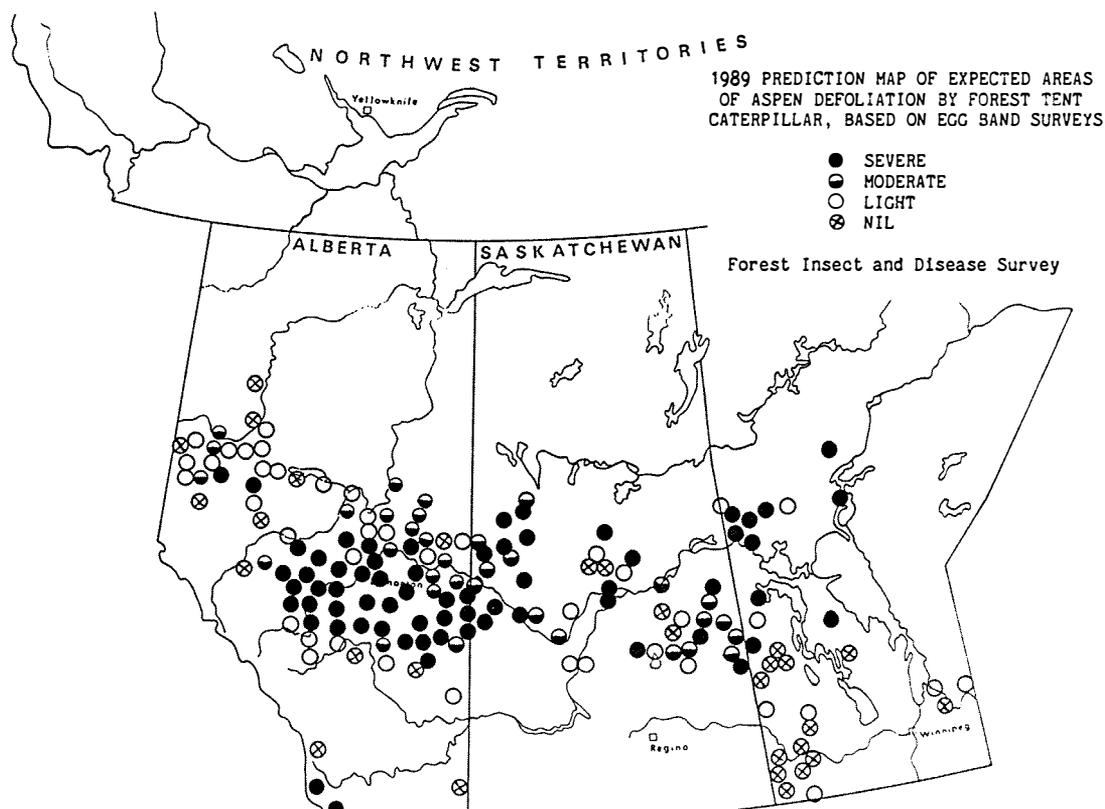 NORTHWEST TERRITORIES
Yellowknife
1989 PREDICTION MAP OF EXPECTED AREAS
OF ASPEN DEFOLIATION BY FOREST TENT
CATERPILLAR, BASED ON EGG BAND SURVEYS
SEVERE
MODERATE
LIGHT
NIL
ALBERTA
SASKATCHEWAN
Forest Insect and Disease Survey
Regina
Winnipeg